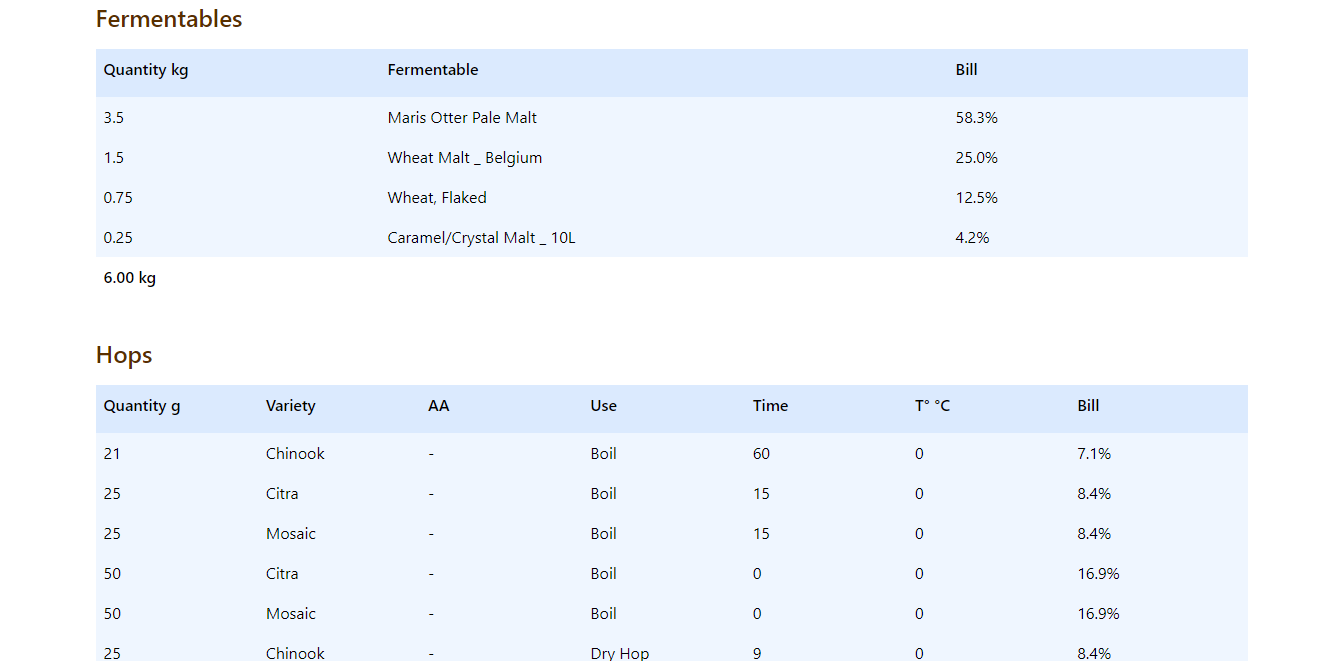 Fermentables
Quantity kg Fermentable Bill
3.5 Maris Otter Pale Malt 58.3%
1.5 Wheat Malt _ Belgium 25.0%
0.75 Wheat, Flaked 12.5%
0.25 Caramel/Crystal Malt _ 10L 4.2%
6.00 kg
Hops
Quantity g Variety AA Use Time T° °C Bill
21 Chinook - Boil 60 0 7.1%
25 Citra - Boil 15 0 8.4%
25 Mosaic - Boil 15 0 8.4%
50 Citra - Boil 0 0 16.9%
50 Mosaic - Boil 0 0 16.9%
25 Chinook - Dry Hop 9 0 8.4%